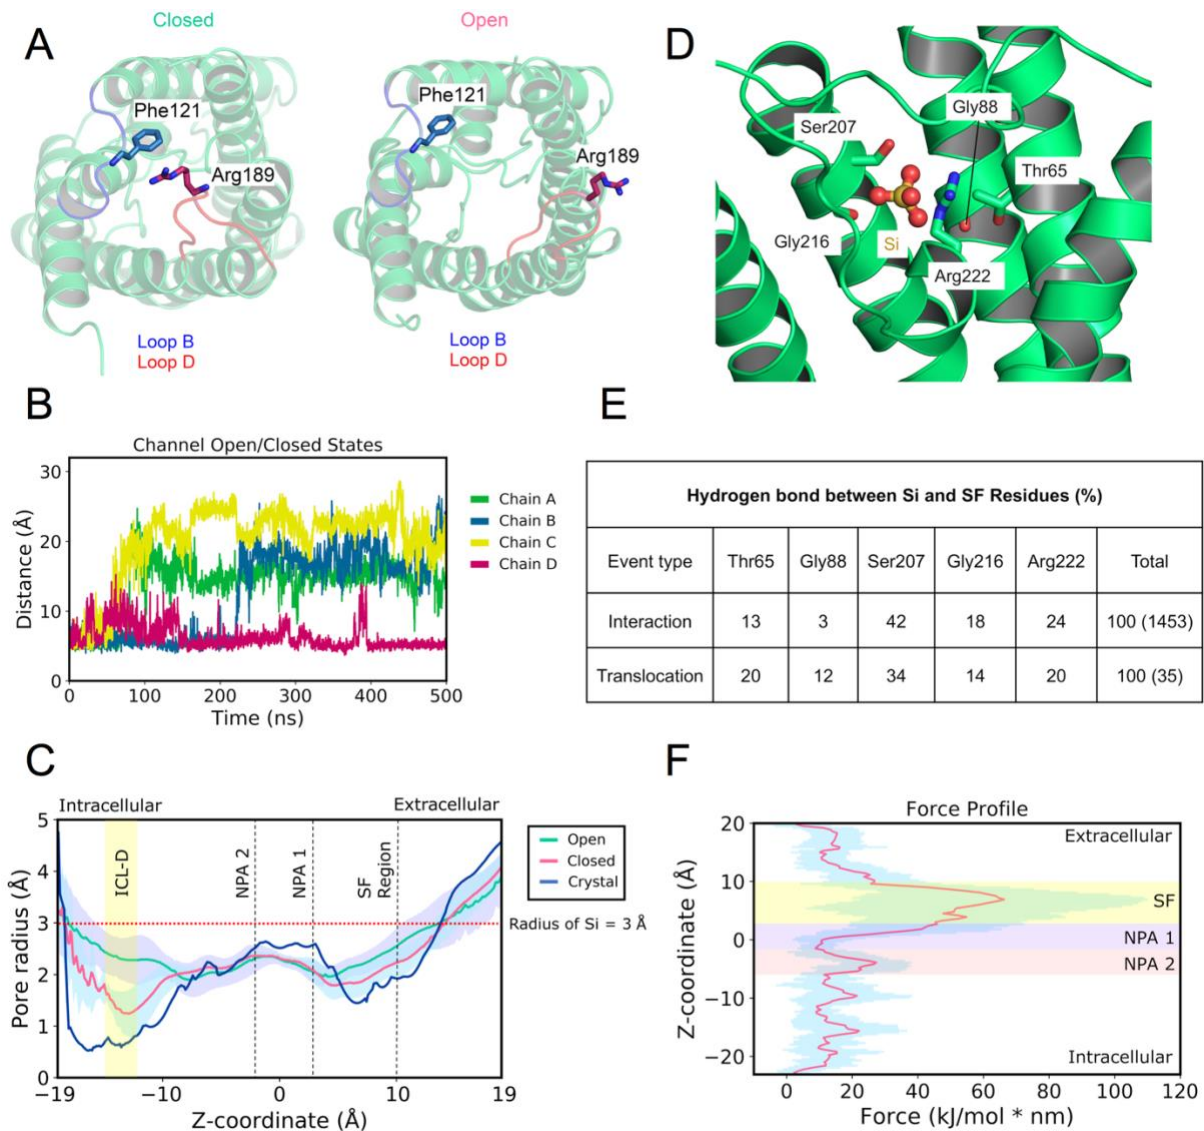 A
Closed
Open
Phe121
Arg189
Phe121
Arg189
Loop B
Loop D
Loop B
Loop D
D
Gly88
Ser207
Thr65
Gly216
Si
Arg222
B
Channel Open/Closed States
Distance (Å)
30
20
10
0
0
100
200
300
400
500
Time (ns)
Chain A
Chain B
Chain C
Chain D
E
Hydrogen bond between Si and SF Residues (%)
Event type Thr65 Gly88 Ser207 Gly216 Arg222 Total
Interaction 13 3 42 18 24 100 (1453)
Translocation 20 12 34 14 20 100 (35)
C
Intracellular
Extracellular
Pore radius (Å)
5
4
3
2
1
0
ICL-D
NPA 2
NPA 1
SF
Region
−19
−10
0
10
19
Z-coordinate (Å)
Open
Closed
Crystal
Radius of Si = 3 Å
F
Force Profile
Z-coordinate (Å)
20
10
0
−10
−20
Extracellular
SF
NPA 1
NPA 2
Intracellular
0
20
40
60
80
100
120
Force (kJ/mol * nm)